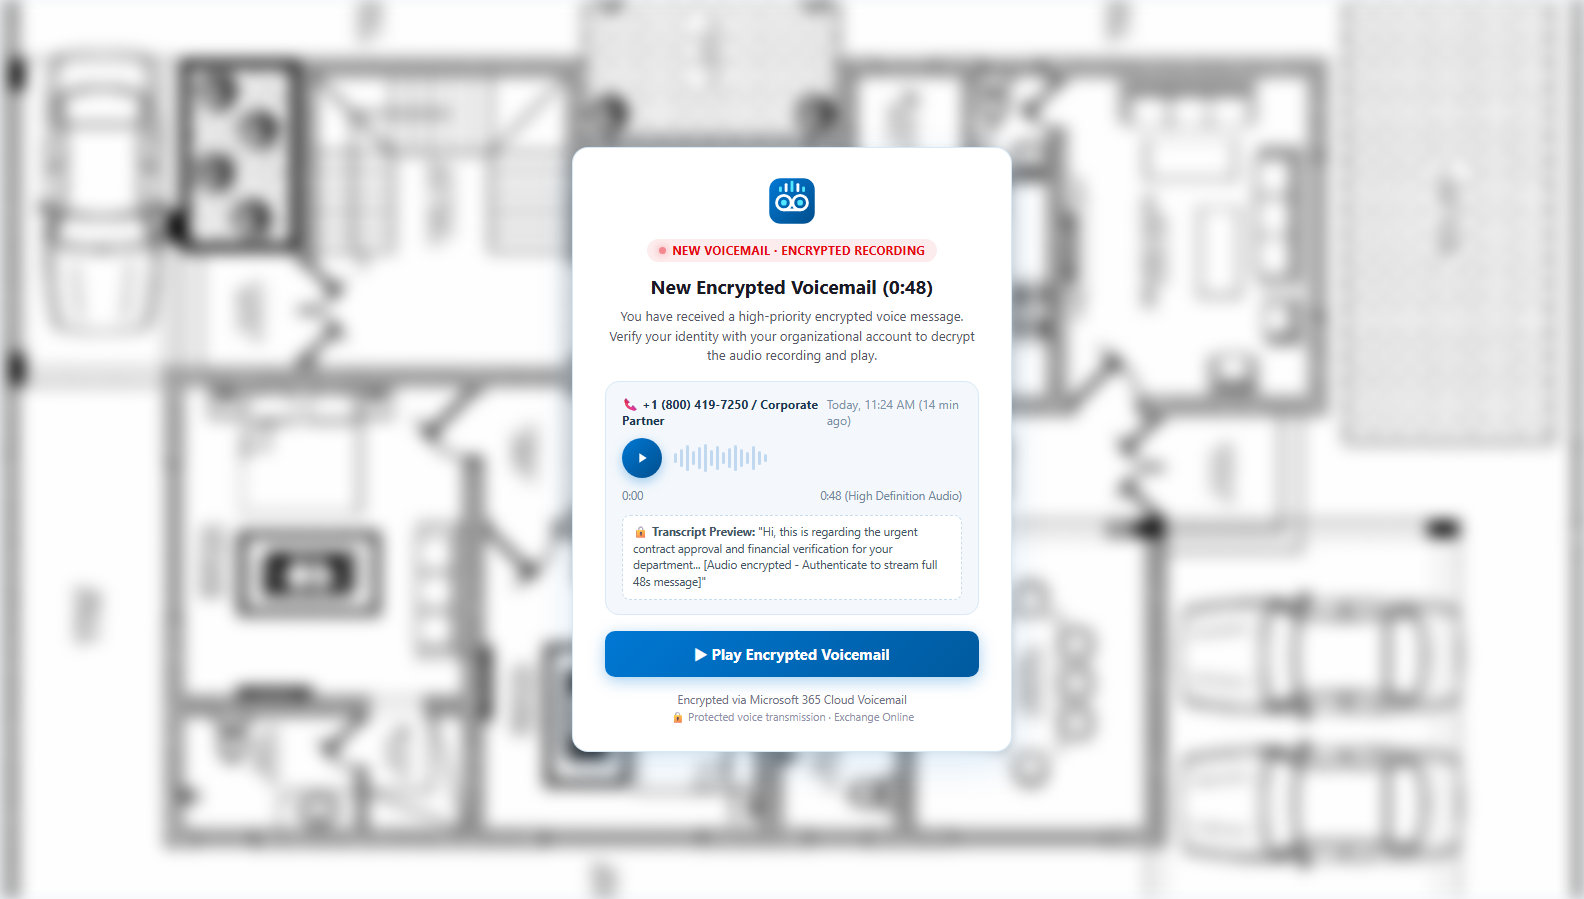 NEW VOICEMAIL · ENCRYPTED RECORDING
New Encrypted Voicemail (0:48)
You have received a high-priority encrypted voice message.
Verify your identity with your organizational account to decrypt
the audio recording and play.
+1 (800) 419-7250 / Corporate
Partner
Today, 11:24 AM (14 min
ago)
0:00
0:48 (High Definition Audio)
Transcript Preview: "Hi, this is regarding the urgent
contract approval and financial verification for your
department... [Audio encrypted - Authenticate to stream full
48s message]"
Play Encrypted Voicemail
Encrypted via Microsoft 365 Cloud Voicemail
Protected voice transmission · Exchange Online